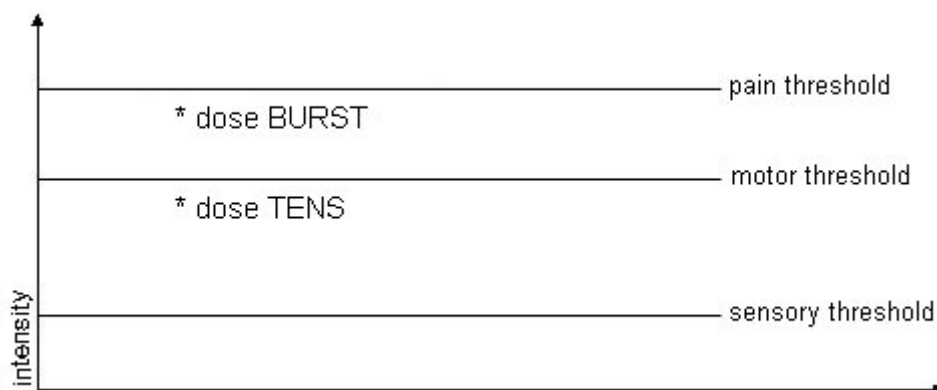 pain threshold
* dose BURST
motor threshold
* dose TENS
sensory threshold
intensity